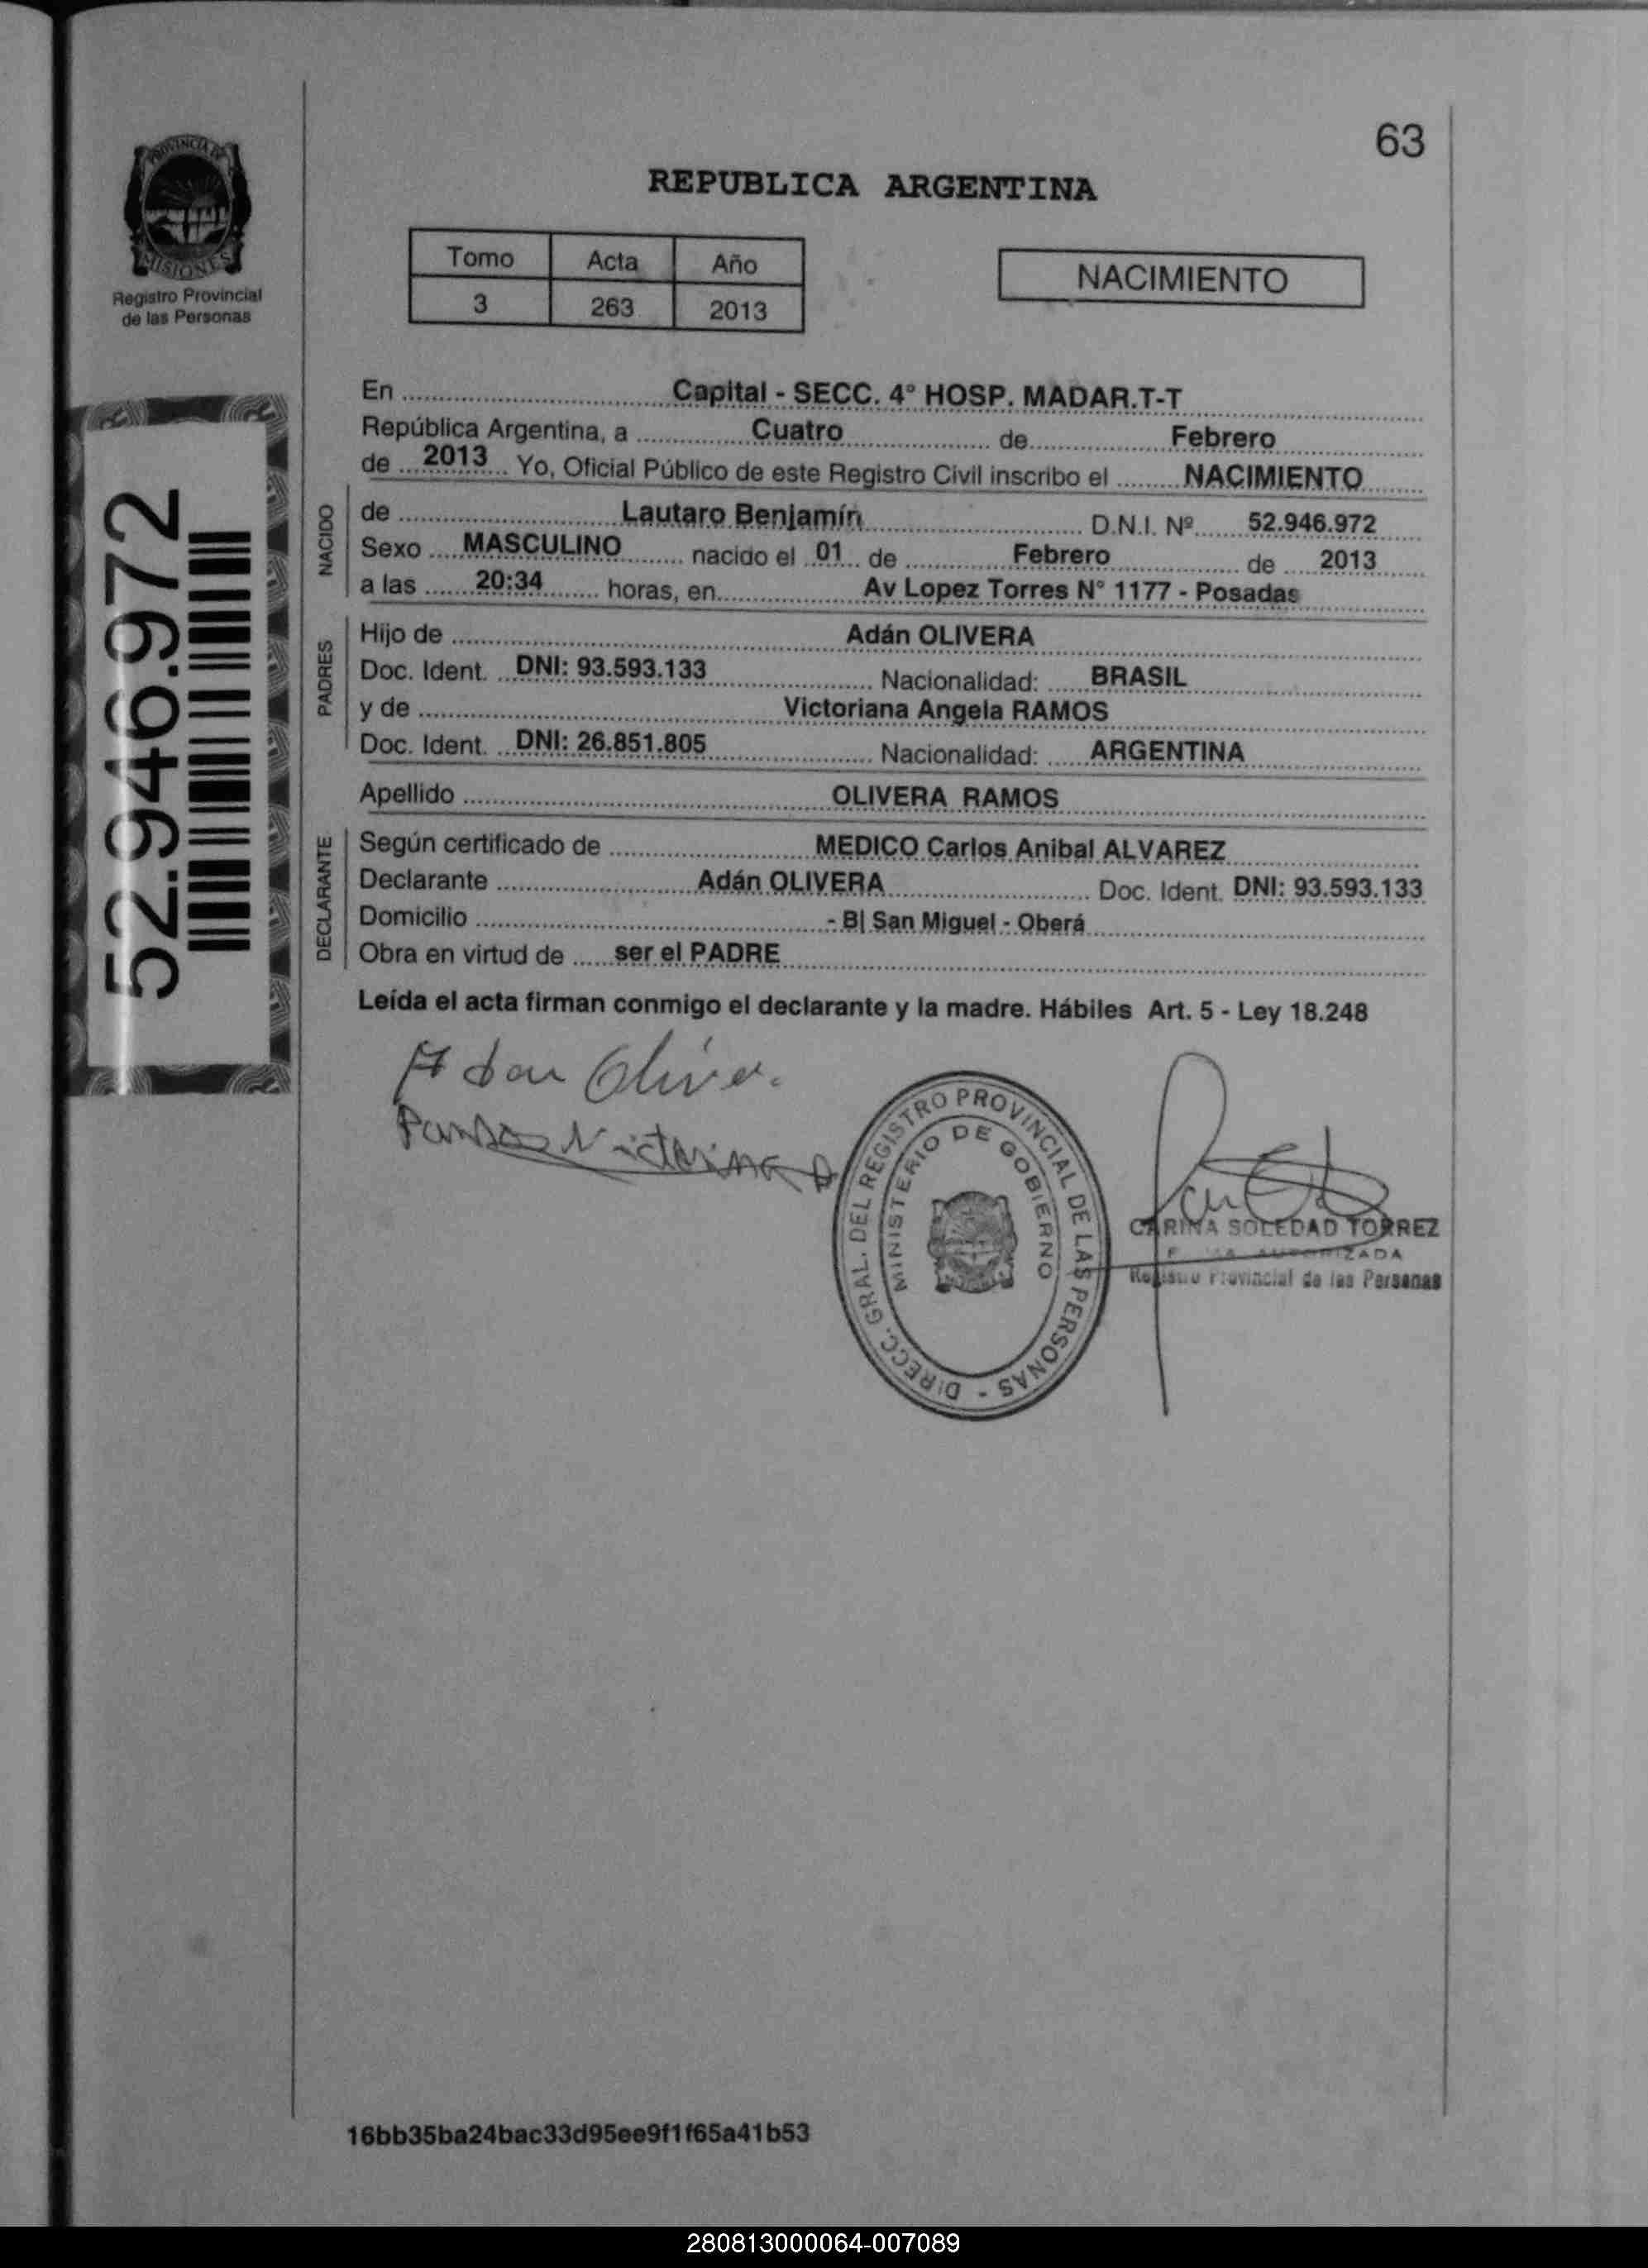 63
PROVINCIA DE
MISIONES
Registro Provincial
de las Personas
REPUBLICA ARGENTINA
Tomo Acta Año
3 263 2013
NACIMIENTO
52.946.972
En Capital - SECC. 4° HOSP. MADAR.T-T
República Argentina, a Cuatro de Febrero
de 2013 Yo, Oficial Público de este Registro Civil inscribo el NACIMIENTO
NACIDO
de Lautaro Benjamín D.N.I. Nº 52.946.972
Sexo MASCULINO nacido el 01 de Febrero de 2013
a las 20:34 horas, en Av Lopez Torres N° 1177 - Posadas
PADRES
Hijo de Adán OLIVERA
Doc. Ident. DNI: 93.593.133 Nacionalidad: BRASIL
y de Victoriana Angela RAMOS
Doc. Ident. DNI: 26.851.805 Nacionalidad: ARGENTINA
Apellido OLIVERA RAMOS
DECLARANTE
Según certificado de MEDICO Carlos Anibal ALVAREZ
Declarante Adán OLIVERA Doc. Ident. DNI: 93.593.133
Domicilio - B| San Miguel - Oberá
Obra en virtud de ser el PADRE
Leída el acta firman conmigo el declarante y la madre. Hábiles Art. 5 - Ley 18.248
DIRECC. GRAL. DEL REGISTRO PROVINCIAL DE LAS PERSONAS -
MINISTERIO DE GOBIERNO
CARINA SOLEDAD TORREZ
AUTORIZADA
Registro Provincial de las Personas
16bb35ba24bac33d95ee9f1f65a41b53
280813000064-007089